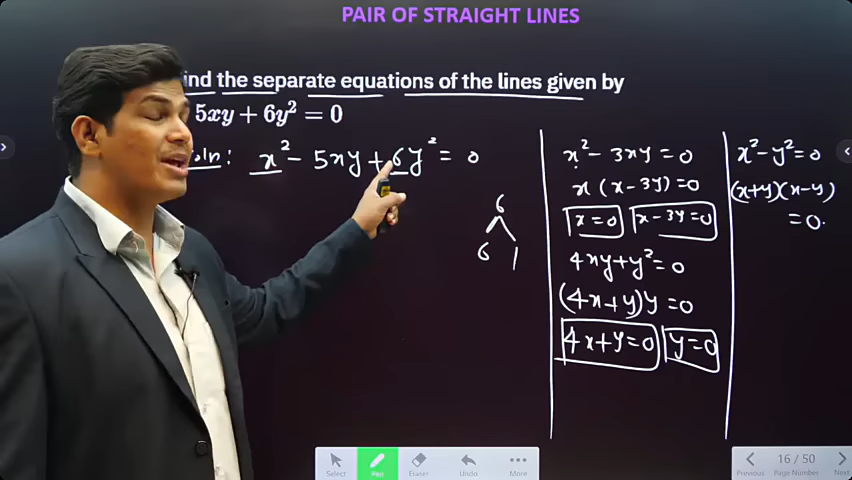 PAIR OF STRAIGHT LINES
ind the separate equations of the lines given by
5xy + 6y² = 0
oln : x² - 5xy + 6y² = 0
6
6 1
x² - 3xy = 0
x (x - 3y) = 0
x = 0 x - 3y = 0
4xy + y² = 0
(4x + y) y = 0
4x + y = 0 y = 0
x² - y² = 0
(x+y)(x-y)
= 0.
Select Pen Eraser Undo More
16 / 50
Previous Page Number Next